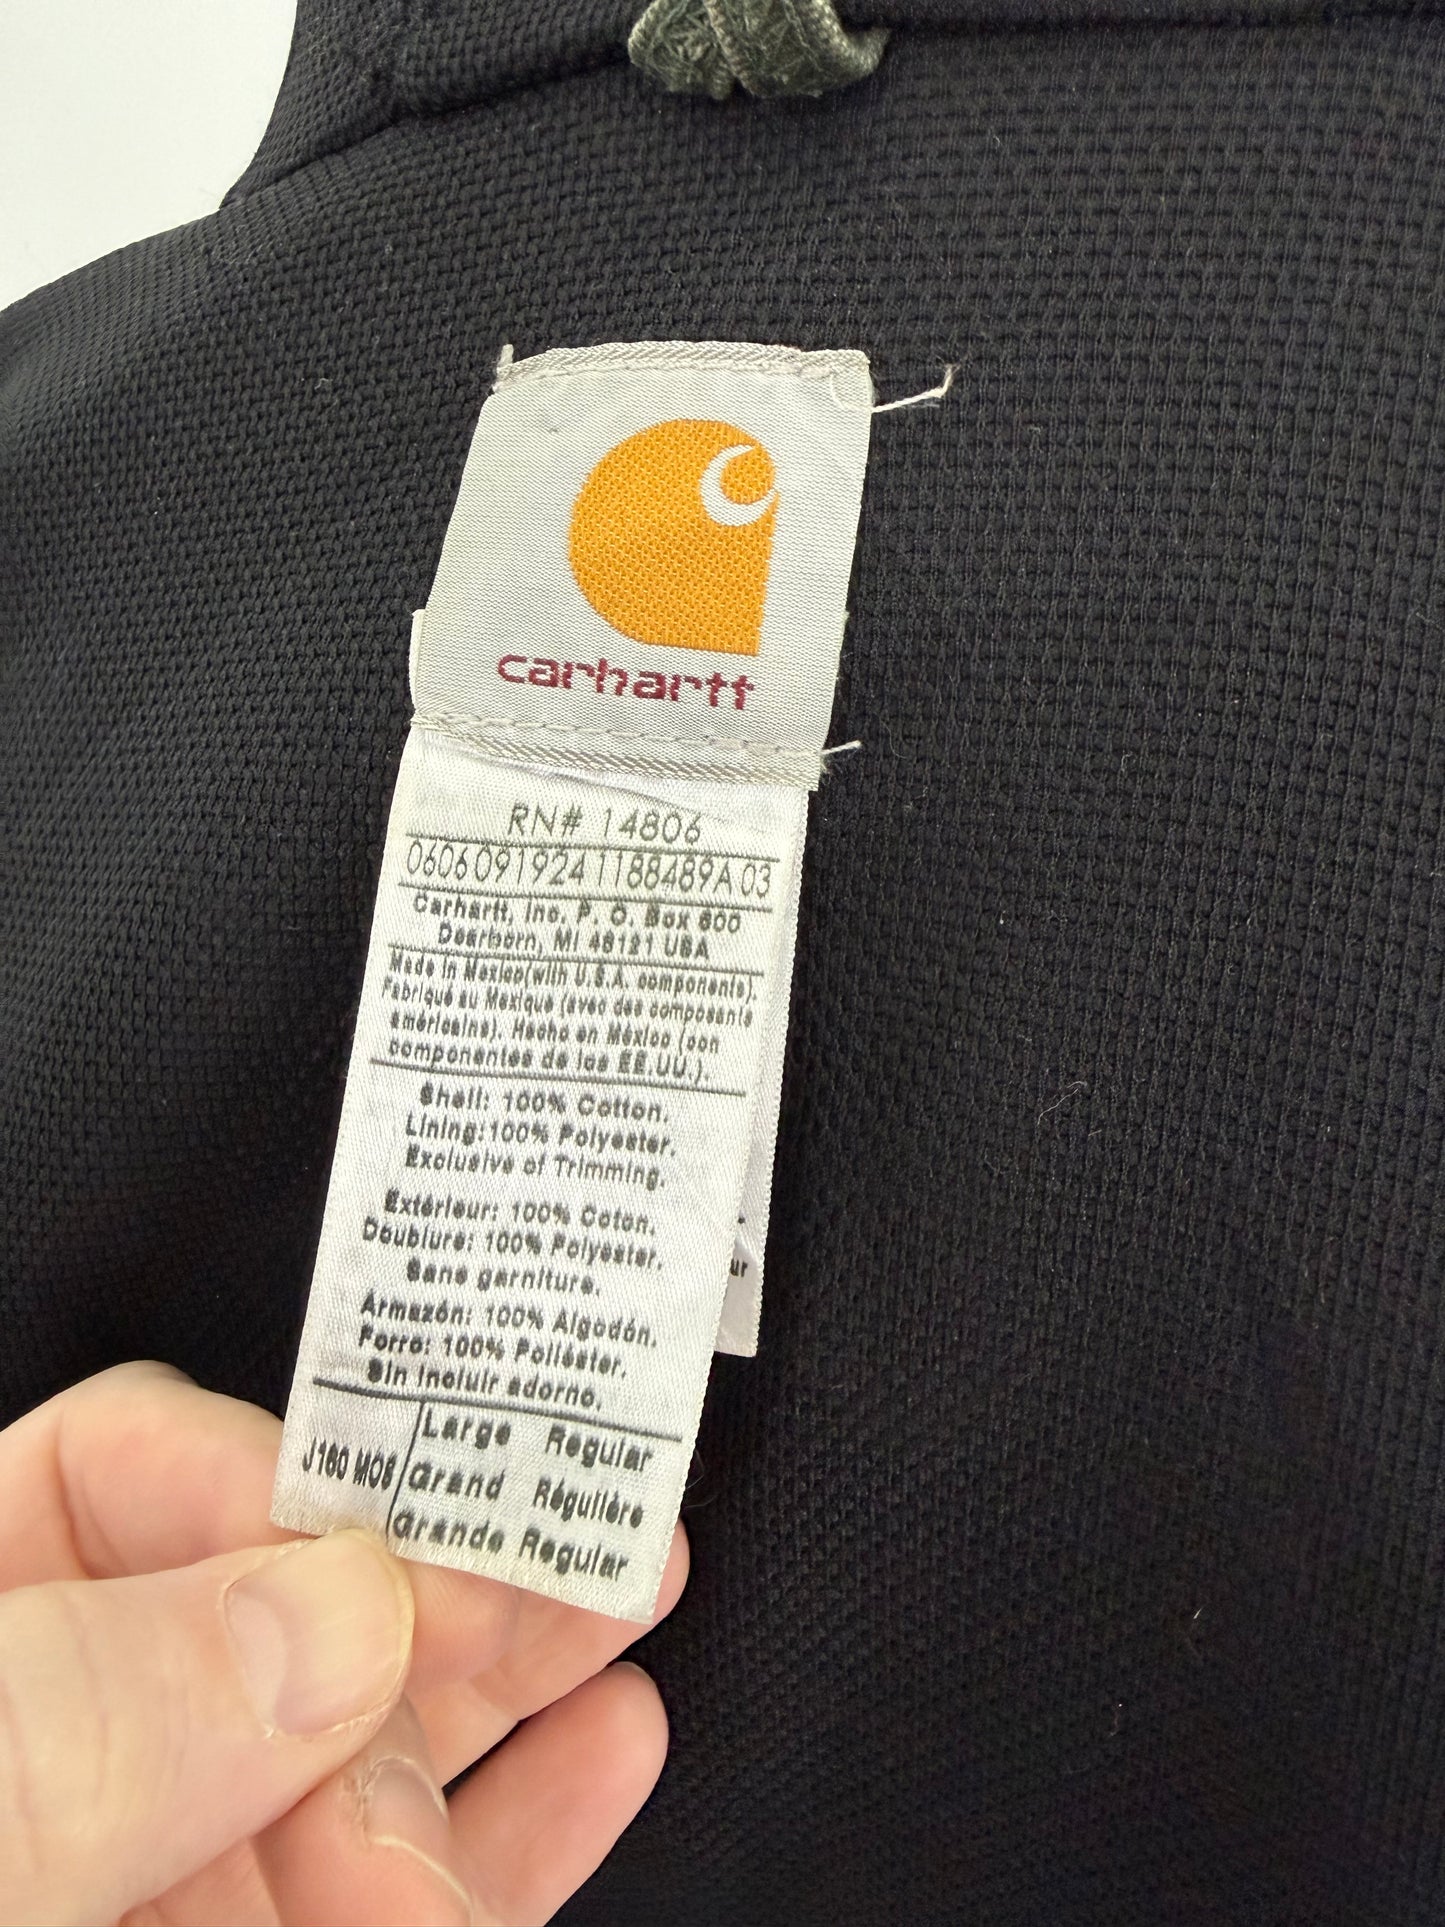 carhartt
RN# 14806
0606 0919241188489A 03
Carhartt, Inc. P. O. Box 600
Dearborn, MI 48121 USA
Made in Mexico(with U.S.A. components).
Fabriqué au Mexique (avec des composants
américains). Hecho en México (con
componentes de los EE.UU.).
Shell: 100% Cotton.
Lining:100% Polyester.
Exclusive of Trimming.
Extérieur: 100% Coton.
Doublure: 100% Polyester.
Sans garniture.
Armazón: 100% Algodón.
Forro: 100% Poliéster.
Sin incluir adorno.
Large Regular
J160 MOS Grand Régulière
Grande Regular
ur